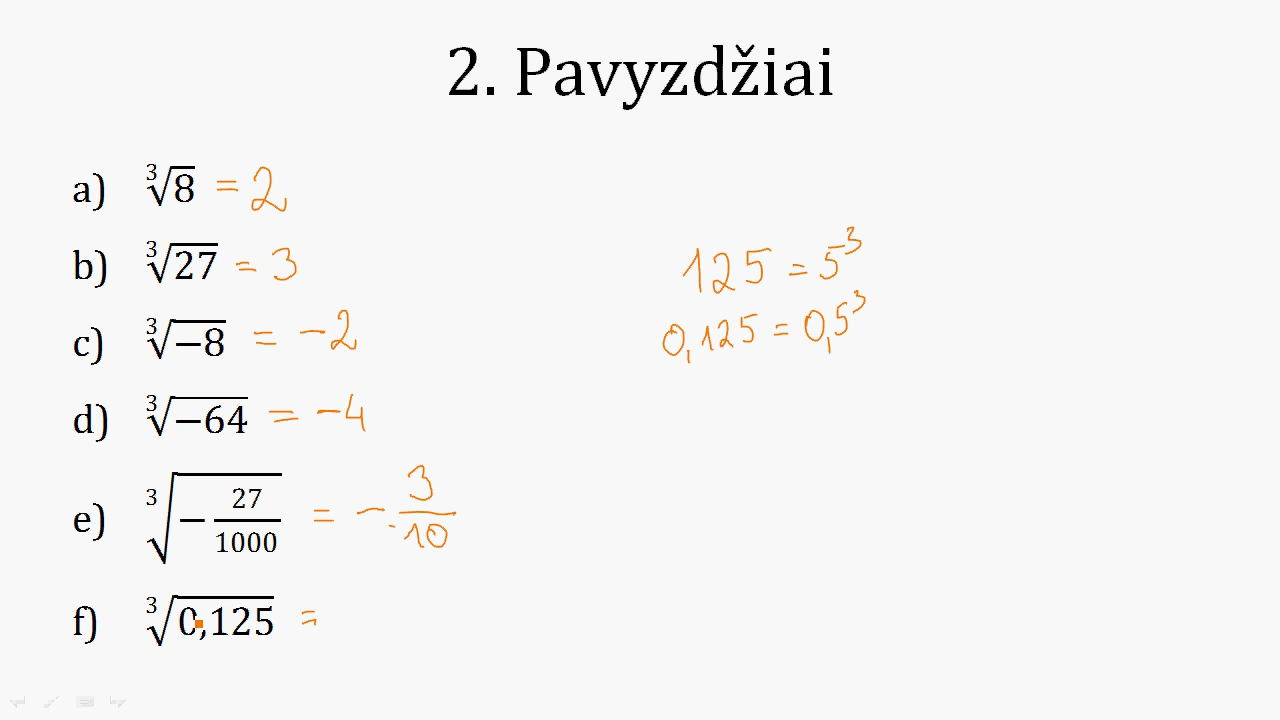 2. Pavyzdžiai
a) ∛8 = 2
b) ∛27 = 3
125 = 5³
c) ∛−8 = −2
0,125 = 0,5³
d) ∛−64 = −4
e) ∛−27/1000 = −3/10
f) ∛0,125 =